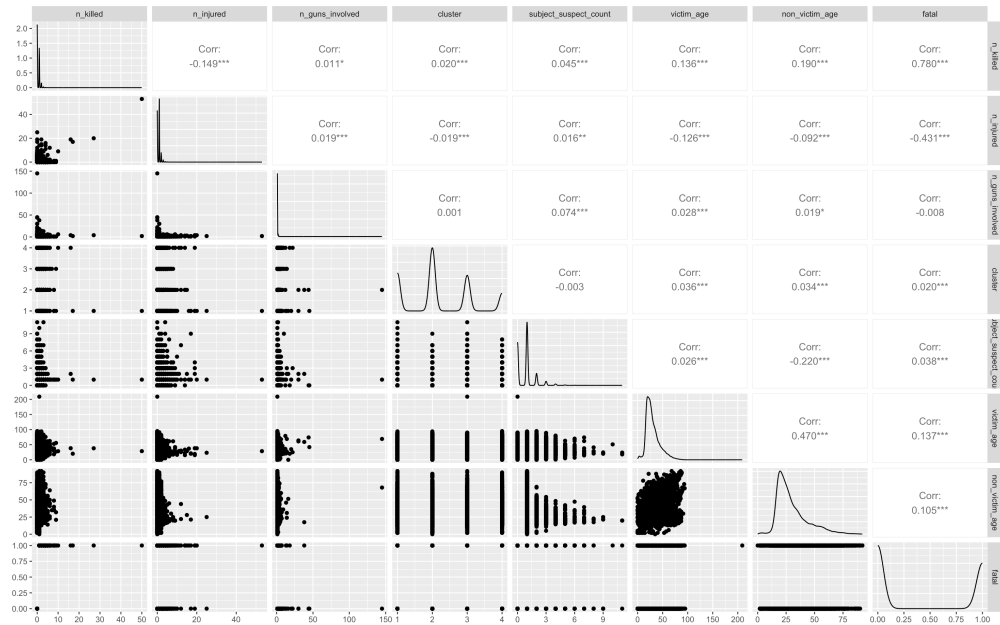 n_killed n_injured n_guns_involved cluster subject_suspect_count victim_age non_victim_age fatal
2.0 1.5 1.0 0.5 0.0
Corr: Corr: Corr: Corr: Corr: Corr: Corr:
-0.149*** 0.011* 0.020*** 0.045*** 0.136*** 0.190*** 0.780***
n_killed
40 20 0
Corr: Corr: Corr: Corr: Corr: Corr:
0.019*** -0.019*** 0.016** -0.126*** -0.092*** -0.431***
n_injured
150 100 50 0
Corr: Corr: Corr: Corr: Corr:
0.001 0.074*** 0.028*** 0.019* -0.008
n_guns_involved
4 3 2 1
Corr: Corr: Corr: Corr:
-0.003 0.036*** 0.034*** 0.020***
cluster
9 6 3 0
Corr: Corr: Corr:
0.026*** -0.220*** 0.038***
bject_suspect_cou
200 150 100 50 0
Corr: Corr:
0.470*** 0.137***
victim_age
75 50 25 0
Corr:
0.105***
non_victim_age
1.00 0.75 0.50 0.25 0.00
fatal
0 10 20 30 40 50 0 20 40 0 50 100 150 1 2 3 4 0 3 6 9 0 50 100 150 200 0 25 50 75 0.00 0.25 0.50 0.75 1.00